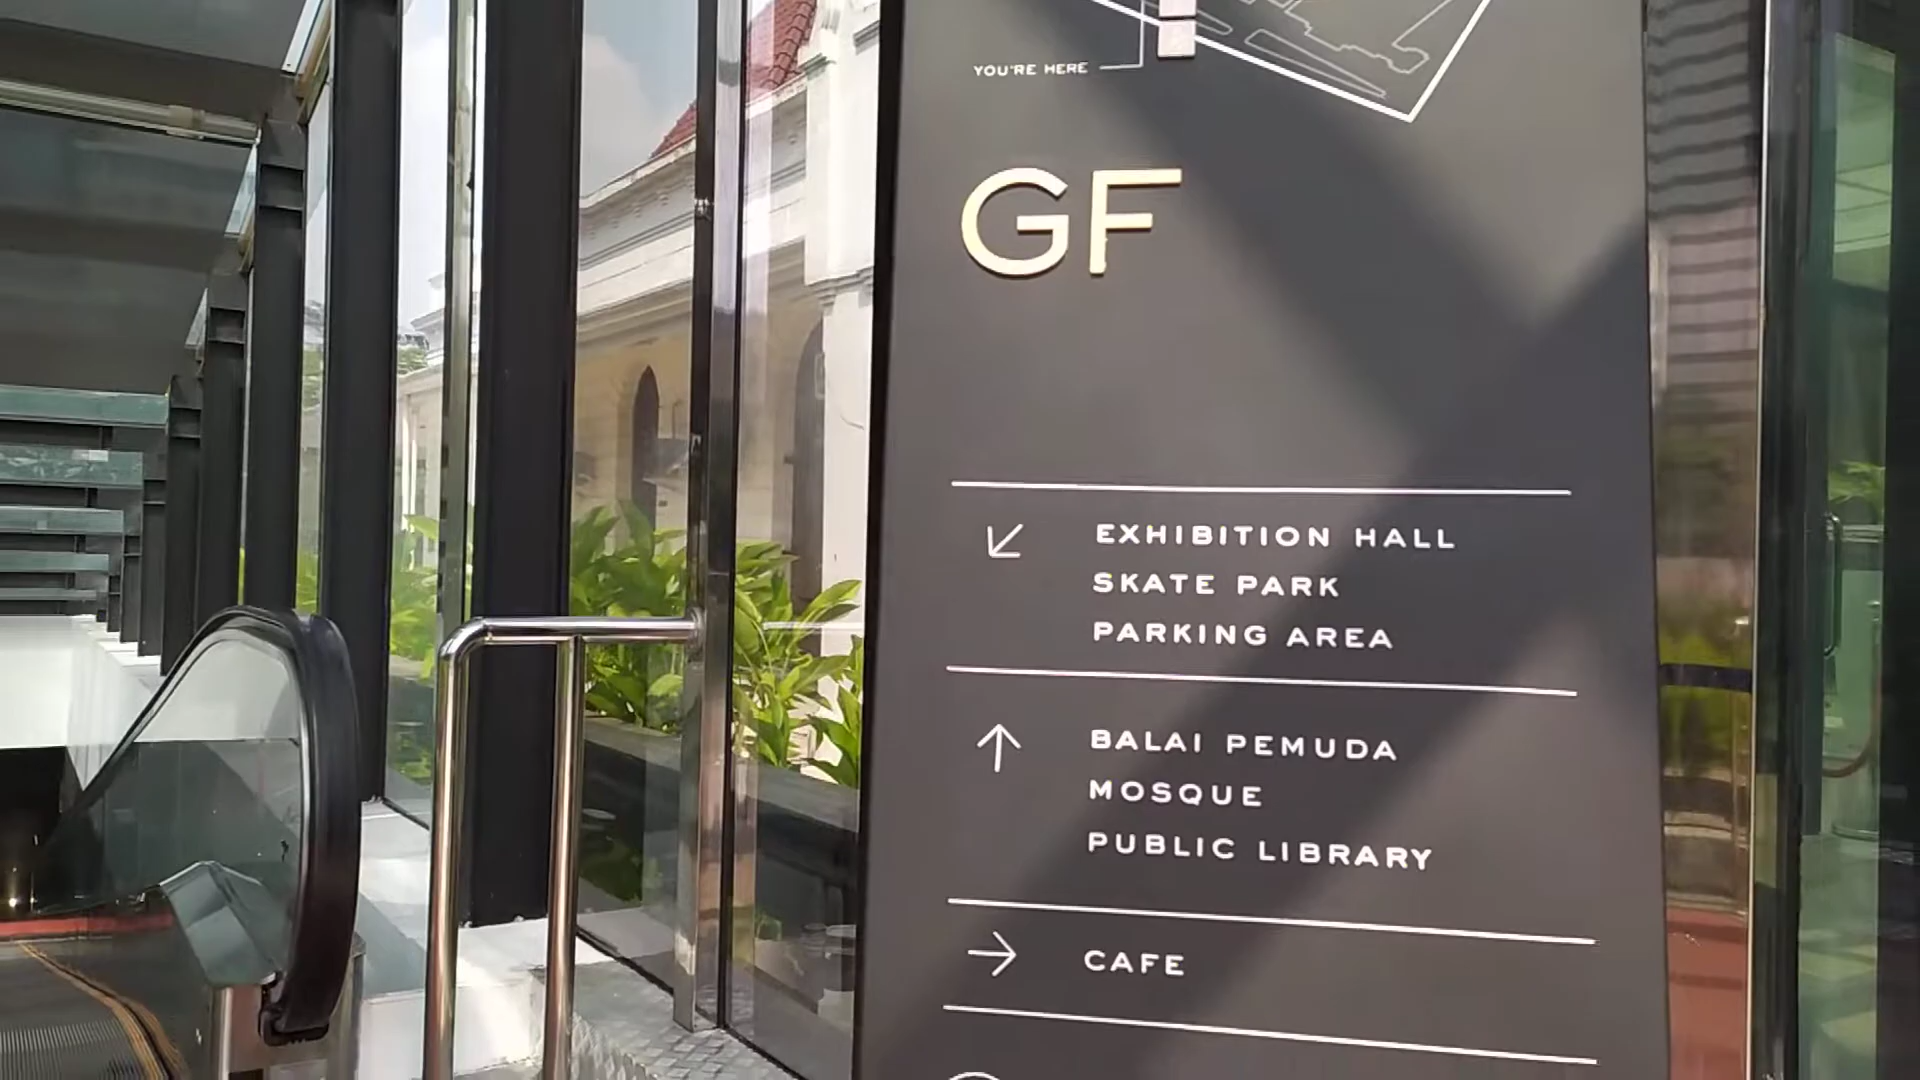 YOU'RE HERE
GF
EXHIBITION HALL
SKATE PARK
PARKING AREA
BALAI PEMUDA
MOSQUE
PUBLIC LIBRARY
CAFE